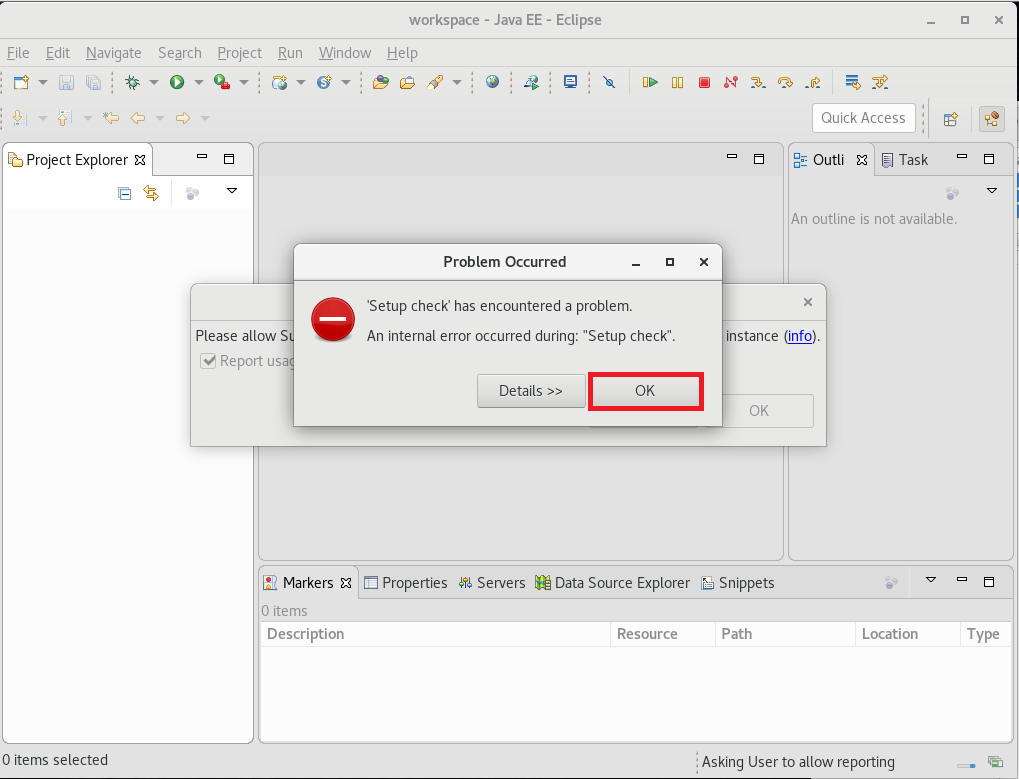 workspace - Java EE - Eclipse
File Edit Navigate Search Project Run Window Help
Quick Access
Project Explorer
Outli Task
An outline is not available.
Problem Occurred
'Setup check' has encountered a problem.
An internal error occurred during: "Setup check".
Details >> OK
Please allow Su
instance (info).
Report usag
OK
Markers Properties Servers Data Source Explorer Snippets
0 items
Description Resource Path Location Type
0 items selected
Asking User to allow reporting